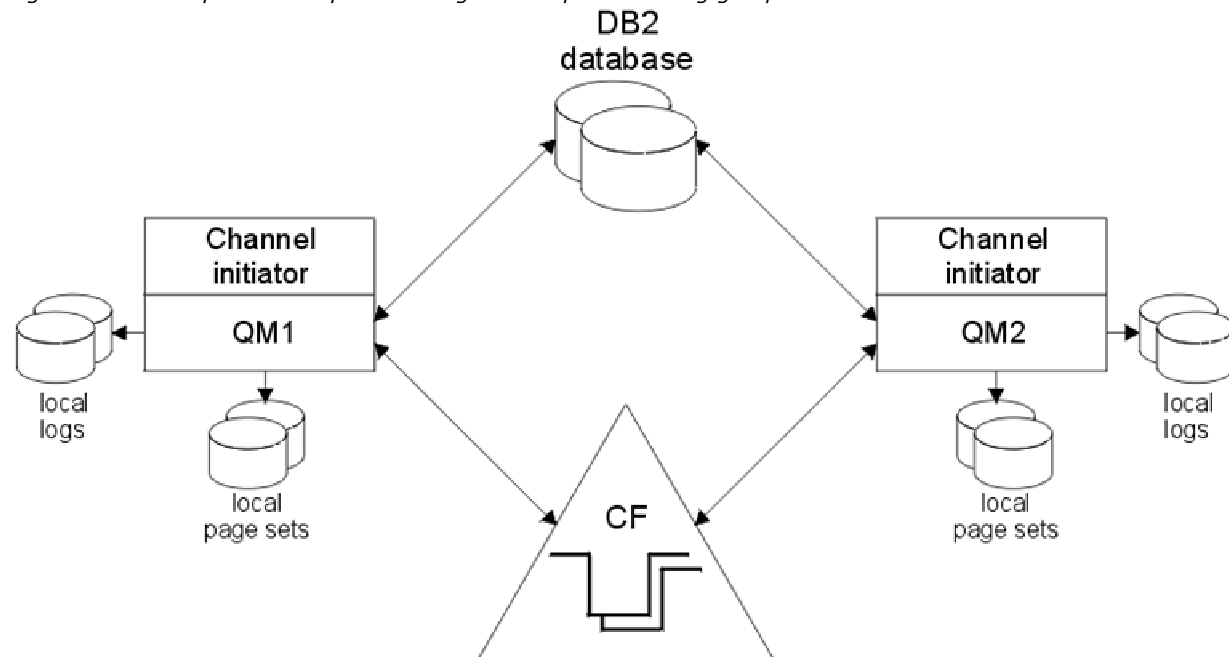 DB2
database
Channel
initiator
QM1
local
logs
local
page sets
Channel
initiator
QM2
local
logs
local
page sets
CF